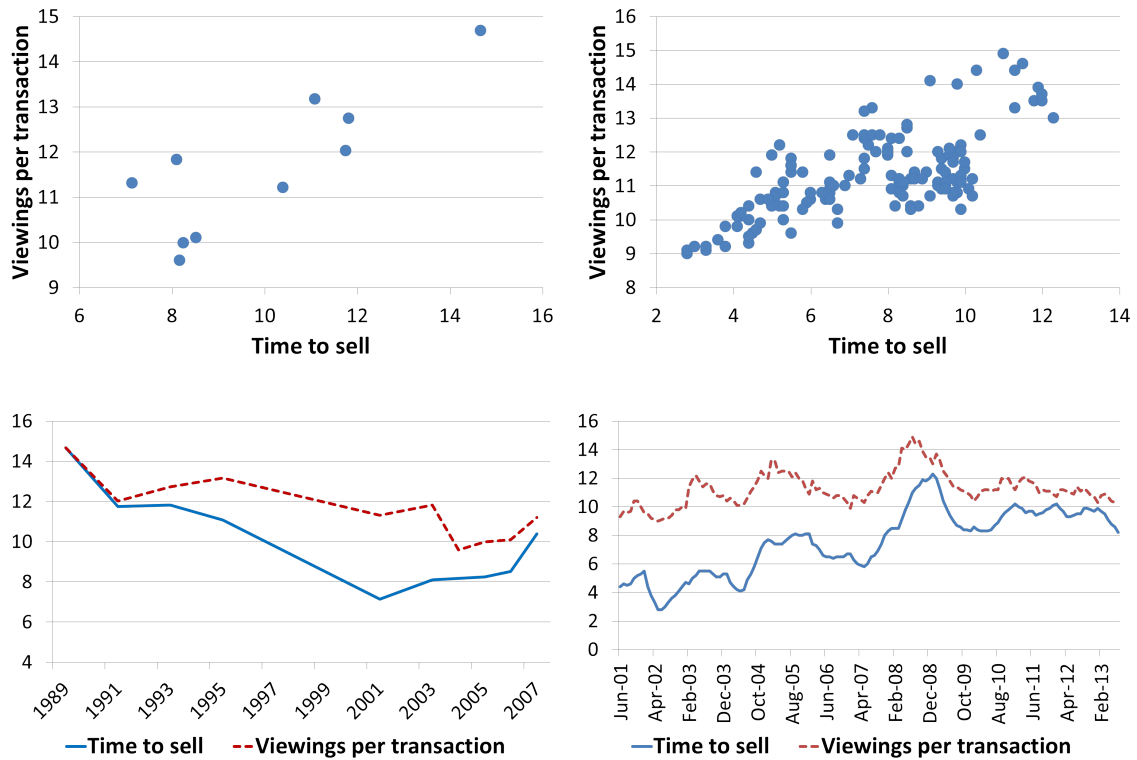 Viewings per transaction
15
14
13
12
11
10
9
6
8
10
12
14
16
Time to sell
Viewings per transaction
16
15
14
13
12
11
10
9
8
2
4
6
8
10
12
14
Time to sell
16
14
12
10
8
6
4
1989
1991
1993
1995
1997
1999
2001
2003
2005
2007
Time to sell
Viewings per transaction
16
14
12
10
8
6
4
2
0
Jun-01
Apr-02
Feb-03
Dec-03
Oct-04
Aug-05
Jun-06
Apr-07
Feb-08
Dec-08
Oct-09
Aug-10
Jun-11
Apr-12
Feb-13
Time to sell
Viewings per transaction